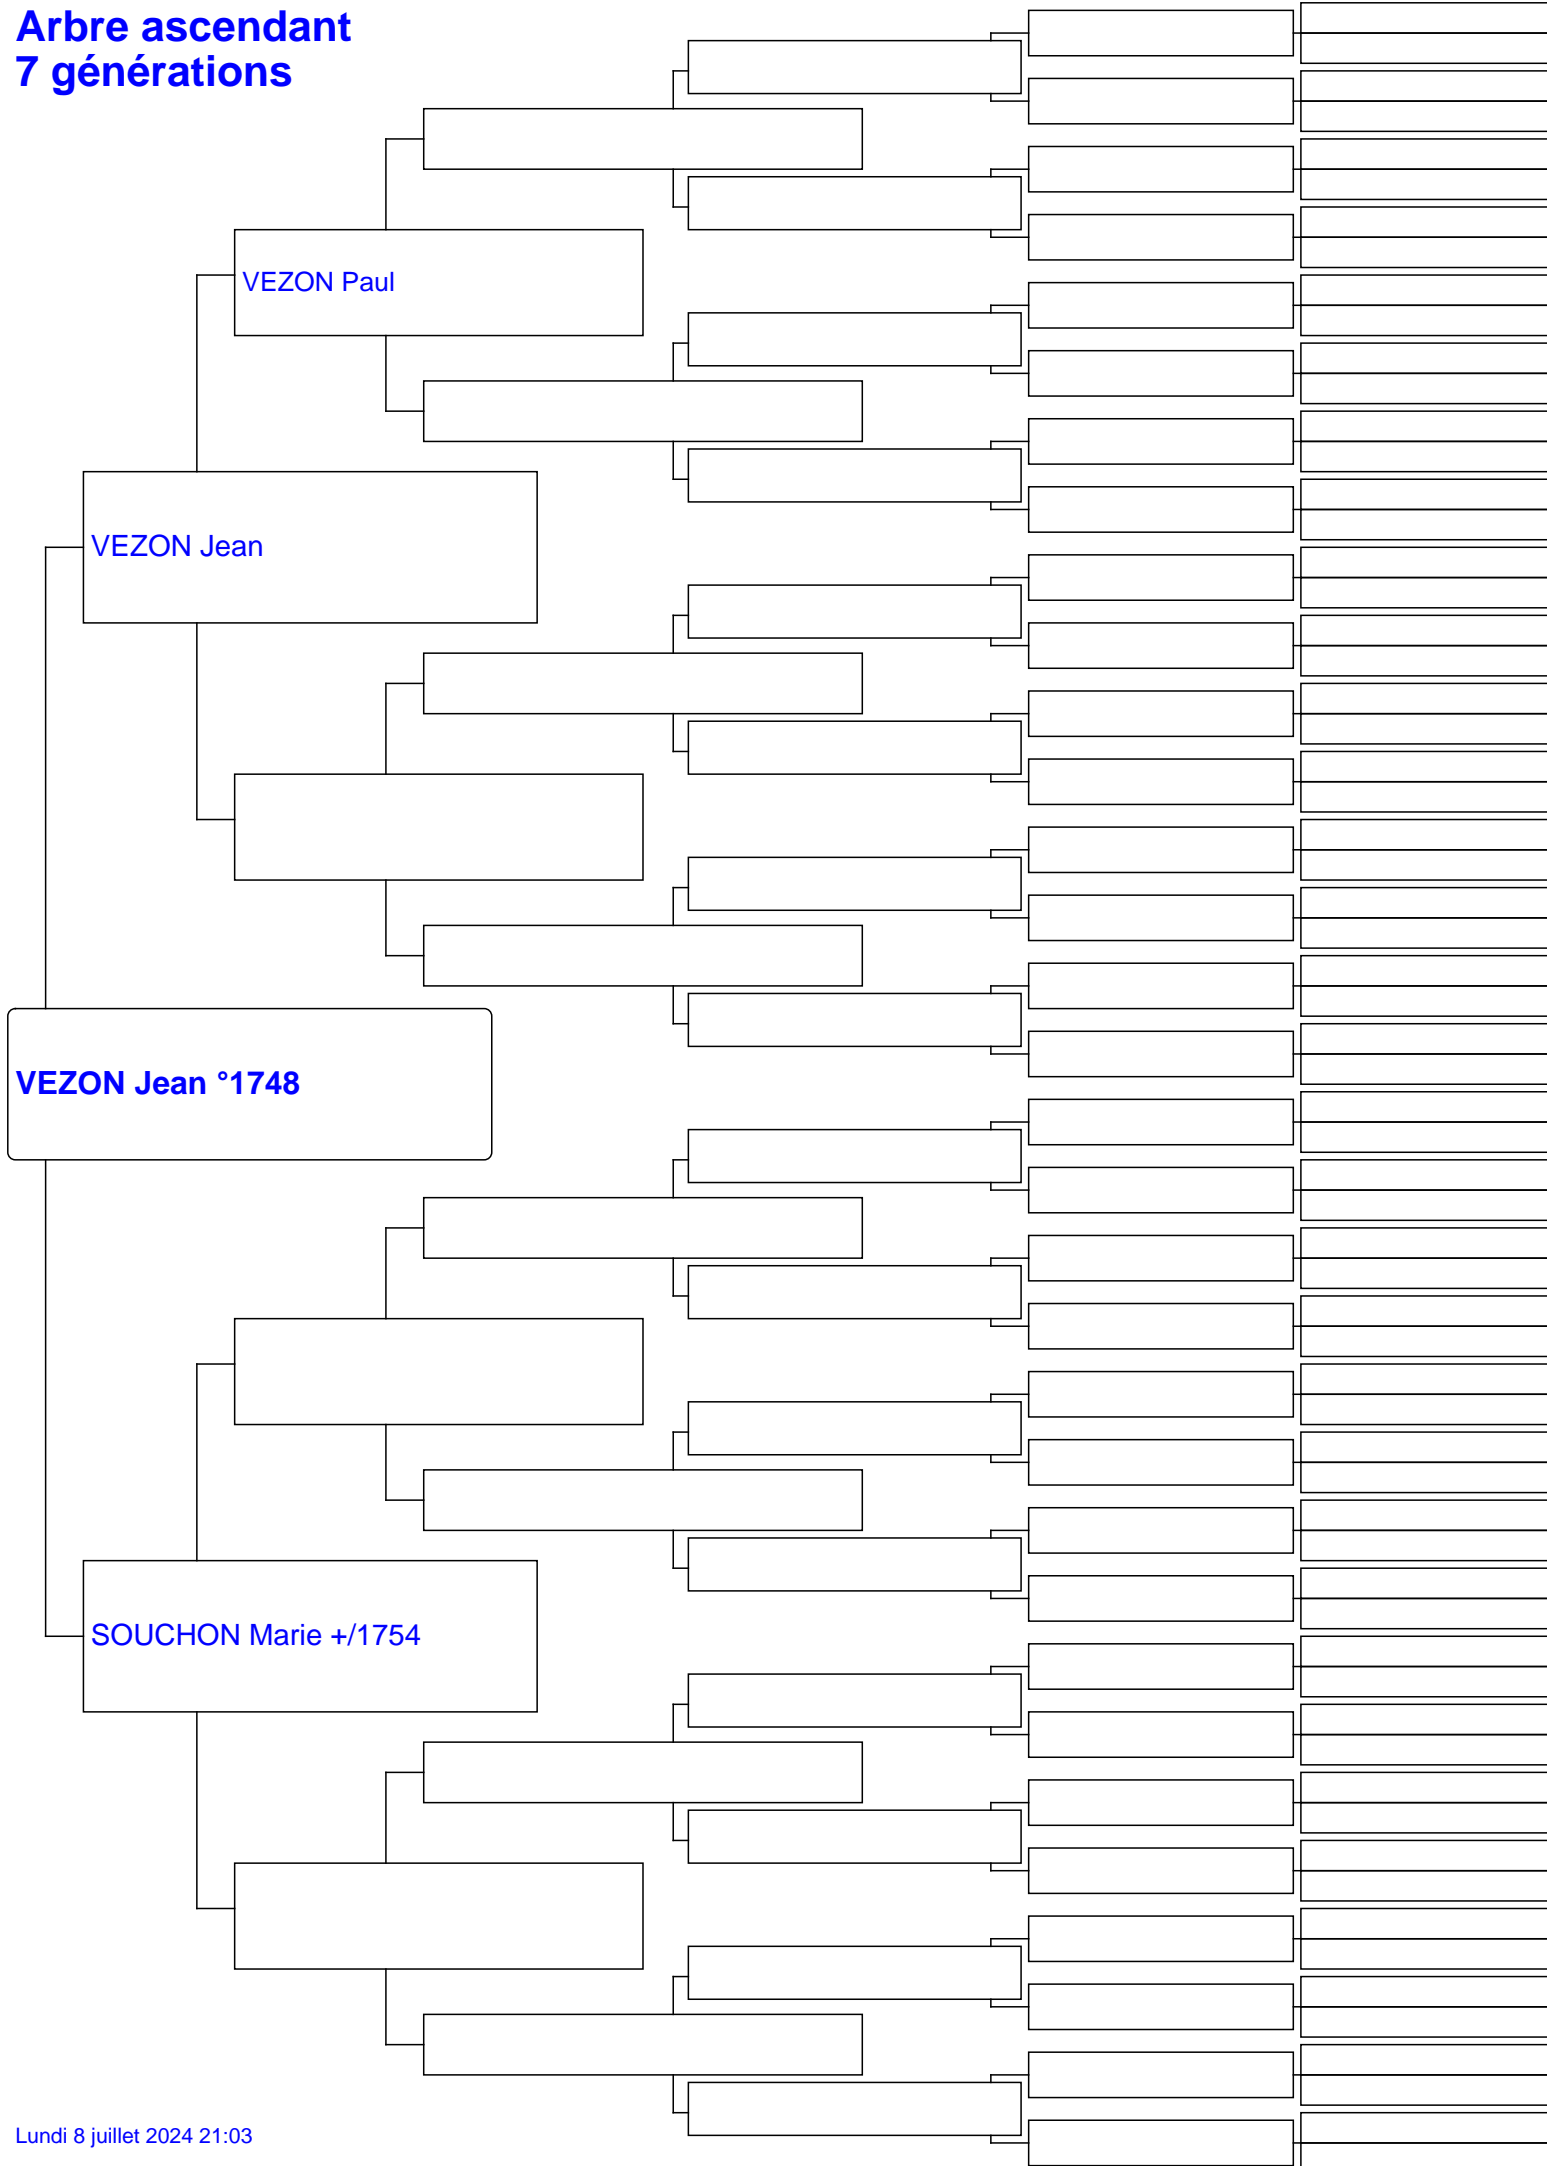 Arbre ascendant
7 générations
VEZON Paul
VEZON Jean
VEZON Jean °1748
SOUCHON Marie +/1754
Lundi 8 juillet 2024 21:03